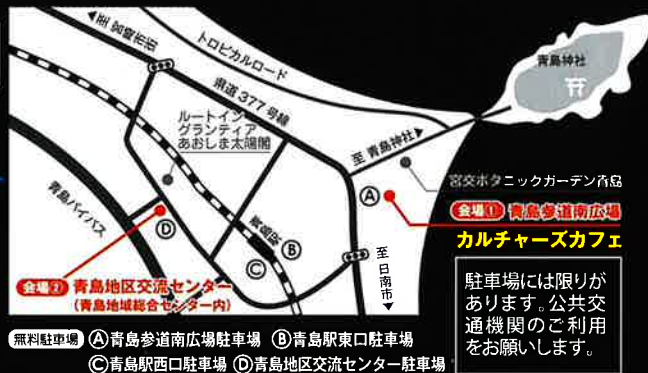 ◀至 宮崎市街
トロピカルロード
青島神社
県道377号線
ルートイン
グランティア
あおしま太陽閣
至 青島神社▶
宮交ボタニックガーデン青島
青島バイパス
Ⓐ
会場① 青島参道南広場
カルチャーズカフェ
Ⓓ
青島駅
Ⓑ
Ⓒ
至 日南市▶
会場② 青島地区交流センター
(青島地域総合センター内)
駐車場には限りが
あります。公共交
通機関のご利用
をお願いします。
無料駐車場 Ⓐ青島参道南広場駐車場 Ⓑ青島駅東口駐車場
Ⓒ青島駅西口駐車場 Ⓓ青島地区交流センター駐車場